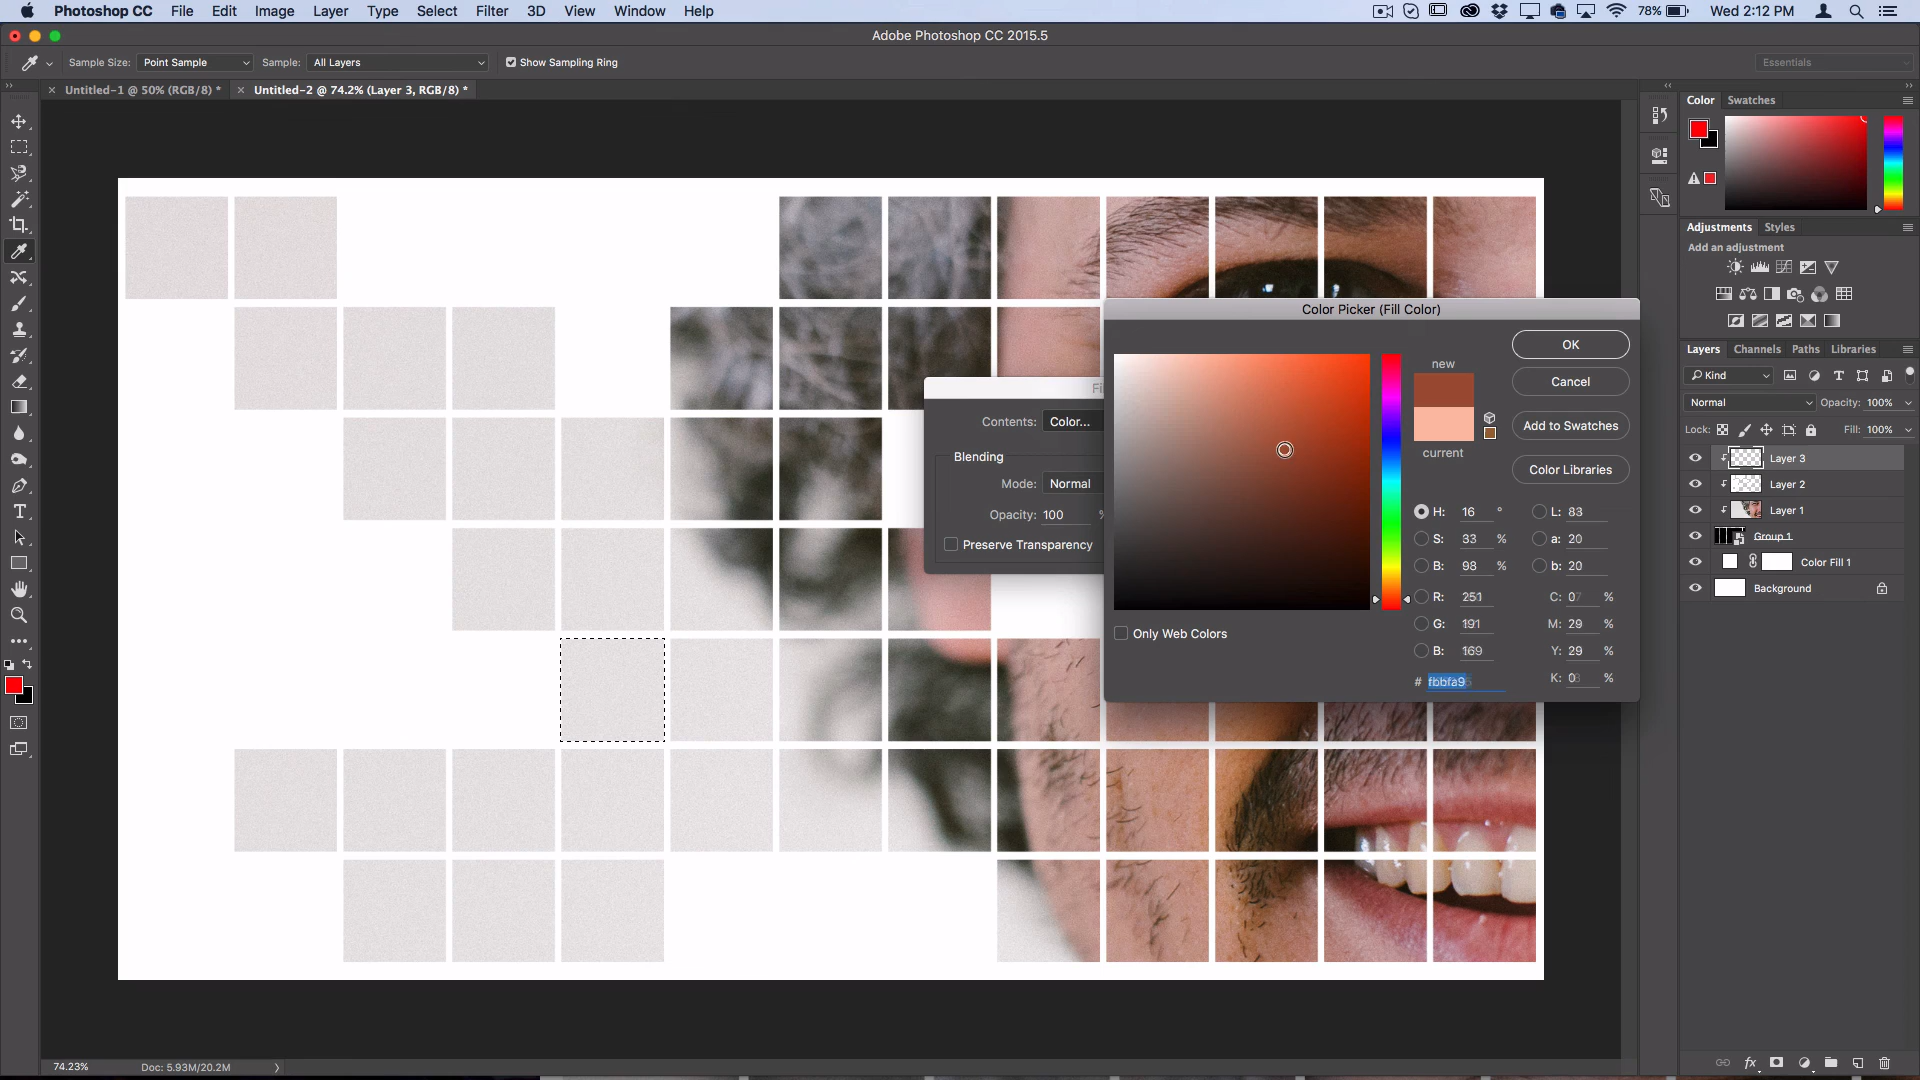 Photoshop CC File Edit Image Layer Type Select Filter 3D View Window Help 78% Wed 2:12 PM
Adobe Photoshop CC 2015.5
Sample Size: Point Sample Sample: All Layers Show Sampling Ring Essentials
Untitled-1 @ 50% (RGB/8) * Untitled-2 @ 74.2% (Layer 3, RGB/8) *
Color Swatches
Adjustments Styles
Add an adjustment
Layers Channels Paths Libraries
Kind
Normal Opacity: 100%
Lock: Fill: 100%
Layer 3
Layer 2
Layer 1
Group 1
Color Fill 1
Background
Contents: Color...
Blending
Mode: Normal
Opacity: 100 %
Preserve Transparency
Color Picker (Fill Color)
new
current
OK
Cancel
Add to Swatches
Color Libraries
H: 16 ° L: 83
S: 33 % a: 20
B: 98 % b: 20
R: 251 C: 0 %
G: 191 M: 29 %
B: 169 Y: 29 %
# fbbfa9 K: 0 %
Only Web Colors
74.23% Doc: 5.93M/20.2M